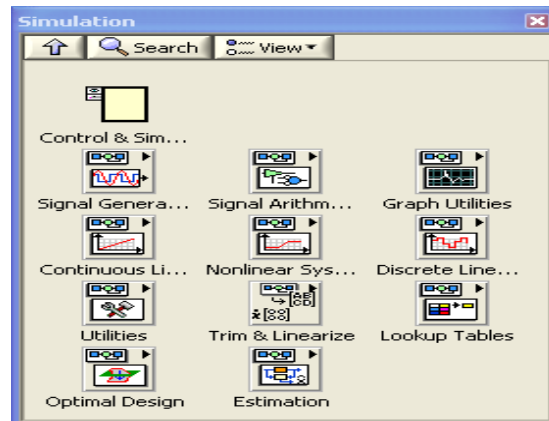 Simulation
Search View
Control & Sim...
Signal Genera... Signal Arithm... Graph Utilities
Continuous Li... Nonlinear Sys... Discrete Line...
Utilities Trim & Linearize Lookup Tables
Optimal Design Estimation